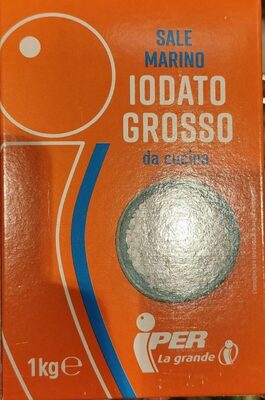 SALE
MARINO
IODATO
GROSSO
da cucina
iPER
La grande i
1kg e